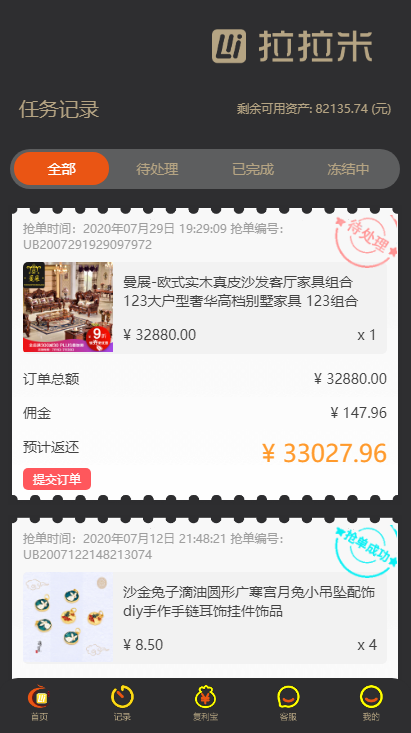 拉拉米
任务记录
剩余可用资产: 82135.74 (元)
全部
待处理
已完成
冻结中
抢单时间：2020年07月29日 19:29:09 抢单编号：
UB2007291929097972
待处理
曼展-欧式实木真皮沙发客厅家具组合
123大户型奢华高档别墅家具 123组合
¥ 32880.00
x 1
订单总额
¥ 32880.00
佣金
¥ 147.96
预计返还
¥ 33027.96
提交订单
抢单时间：2020年07月12日 21:48:21 抢单编号：
UB2007122148213074
抢单成功
沙金兔子滴油圆形广寒宫月兔小吊坠配饰
diy手作手链耳饰挂件饰品
¥ 8.50
x 4
首页
记录
复利宝
客服
我的